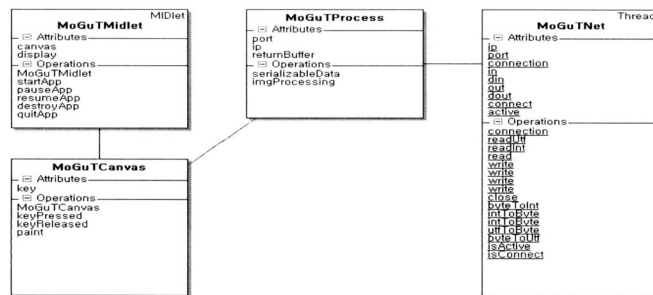 MIDlet
MoGuTMidlet
Attributes
canvas
display
Operations
MoGuTMidlet
startApp
pauseApp
resumeApp
destroyApp
quitApp
MoGuTProcess
Attributes
port
ip
returnBuffer
Operations
serializableData
imgProcessing
Thread
MoGuTNet
Attributes
ip
port
connection
in
din
out
dout
connect
active
Operations
connection
readUtf
readInt
read
write
write
write
write
close
byteToInt
intToByte
intToByte
utfToByte
byteToUtf
isActive
isConnect
MoGuTCanvas
Attributes
key
Operations
MoGuTCanvas
keyPressed
keyReleased
paint